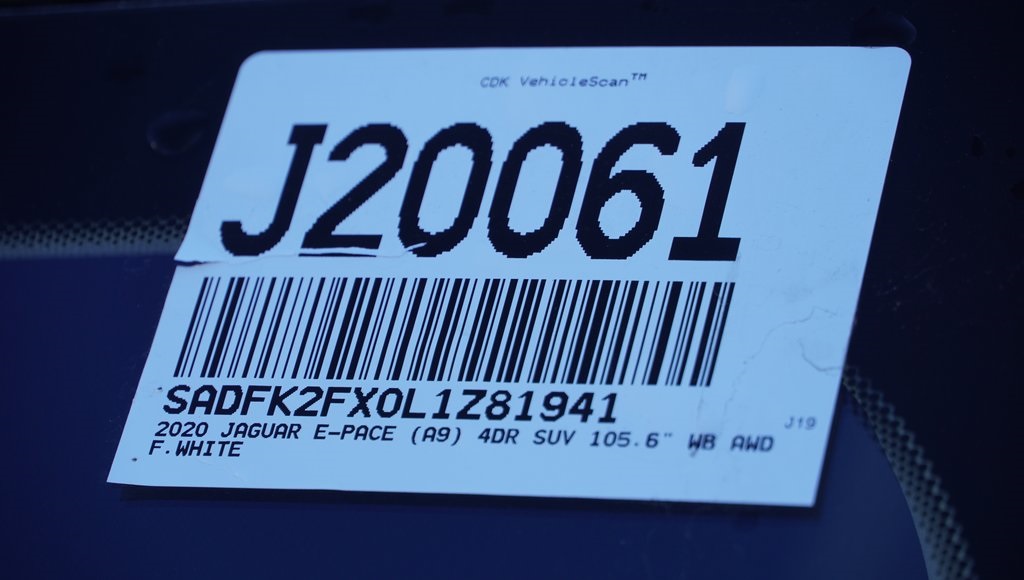 CDK VehicleScan™
J20061
SADFK2FX0L1Z81941
2020 JAGUAR E-PACE (A9) 4DR SUV 105.6" WB AWD
J19
F.WHITE